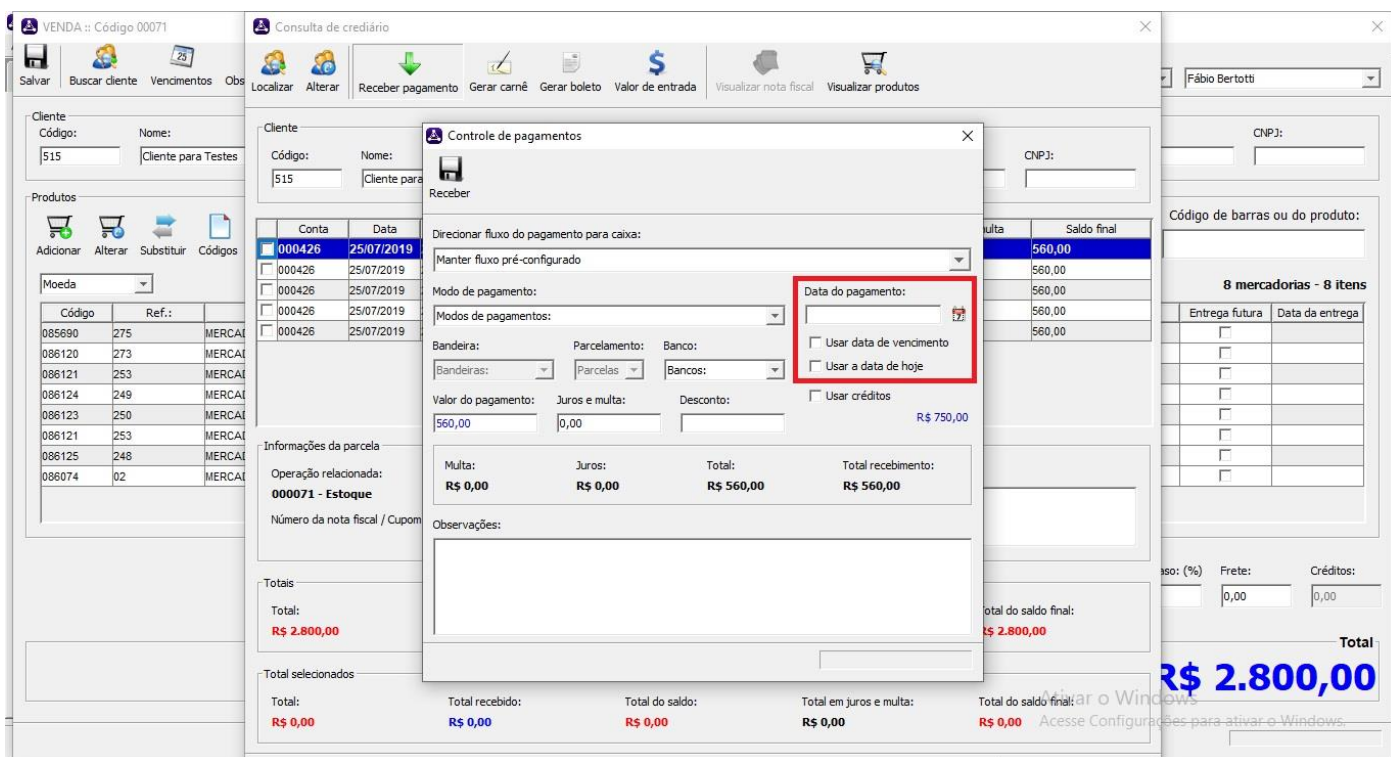 VENDA :: Código 00071
Salvar Buscar cliente Vencimentos Obs
Fábio Bertotti
Cliente
Código: Nome: CNPJ:
515 Cliente para Testes
Produtos
Adicionar Alterar Substituir Códigos
Código de barras ou do produto:
Moeda
8 mercadorias - 8 itens
Código Ref.: Entrega futura Data da entrega
085690 275 MERCAD
086120 273 MERCAD
086121 253 MERCAD
086124 249 MERCAD
086123 250 MERCAD
086121 253 MERCAD
086125 248 MERCAD
086074 02 MERCAD
aso: (%) Frete: Créditos:
0,00 0,00
Total
R$ 2.800,00
Consulta de crediário
Localizar Alterar Receber pagamento Gerar carnê Gerar boleto Valor de entrada Visualizar nota fiscal Visualizar produtos
Cliente
Código: Nome: CNPJ:
515 Cliente para
Conta Data ulta Saldo final
000426 25/07/2019 560,00
000426 25/07/2019 560,00
000426 25/07/2019 560,00
000426 25/07/2019 560,00
000426 25/07/2019 560,00
Informações da parcela
Operação relacionada:
000071 - Estoque
Número da nota fiscal / Cupom
Totais
Total: Total do saldo final:
R$ 2.800,00 R$ 2.800,00
Total selecionados
Total: Total recebido: Total do saldo: Total em juros e multa: Total do saldo final:
R$ 0,00 R$ 0,00 R$ 0,00 R$ 0,00 R$ 0,00
Controle de pagamentos
Receber
Direcionar fluxo do pagamento para caixa:
Manter fluxo pré-configurado
Modo de pagamento: Data do pagamento:
Modos de pagamentos:
Usar data de vencimento
Bandeira: Parcelamento: Banco:
Bandeiras: Parcelas Bancos:
Usar a data de hoje
Usar créditos
Valor do pagamento: Juros e multa: Desconto:
560,00 0,00 R$ 750,00
Multa: Juros: Total: Total recebimento:
R$ 0,00 R$ 0,00 R$ 560,00 R$ 560,00
Observações:
Ativar o Windows
Acesse Configurações para ativar o Windows.